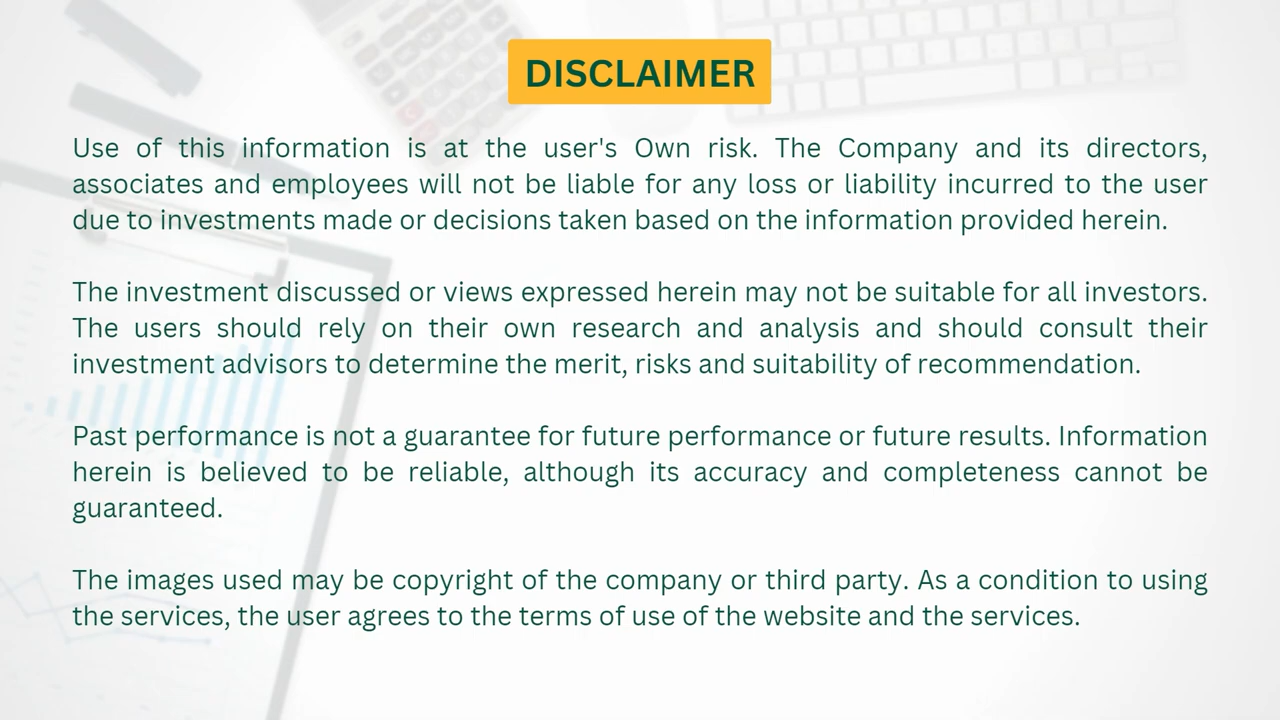 DISCLAIMER
Use of this information is at the user's Own risk. The Company and its directors,
associates and employees will not be liable for any loss or liability incurred to the user
due to investments made or decisions taken based on the information provided herein.
The investment discussed or views expressed herein may not be suitable for all investors.
The users should rely on their own research and analysis and should consult their
investment advisors to determine the merit, risks and suitability of recommendation.
Past performance is not a guarantee for future performance or future results. Information
herein is believed to be reliable, although its accuracy and completeness cannot be
guaranteed.
The images used may be copyright of the company or third party. As a condition to using
the services, the user agrees to the terms of use of the website and the services.